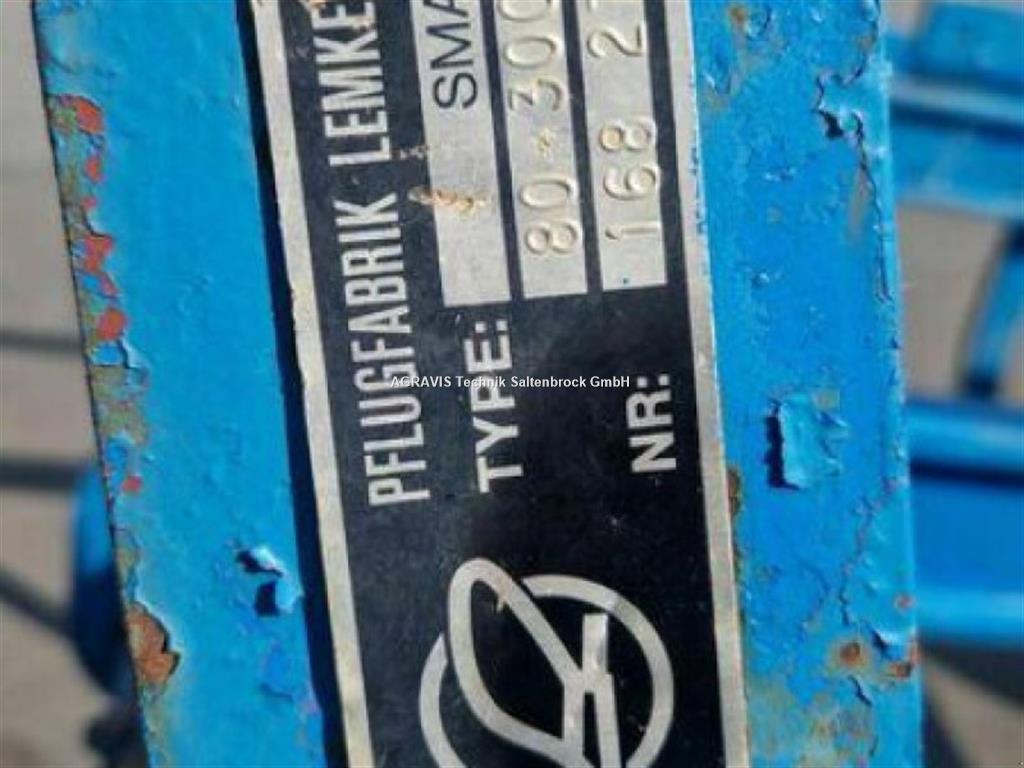 PFLUGFABRIK LEMKE
TYPE: SMA
80-300
NR: 168 2
AGRAVIS Technik Saltenbrock GmbH